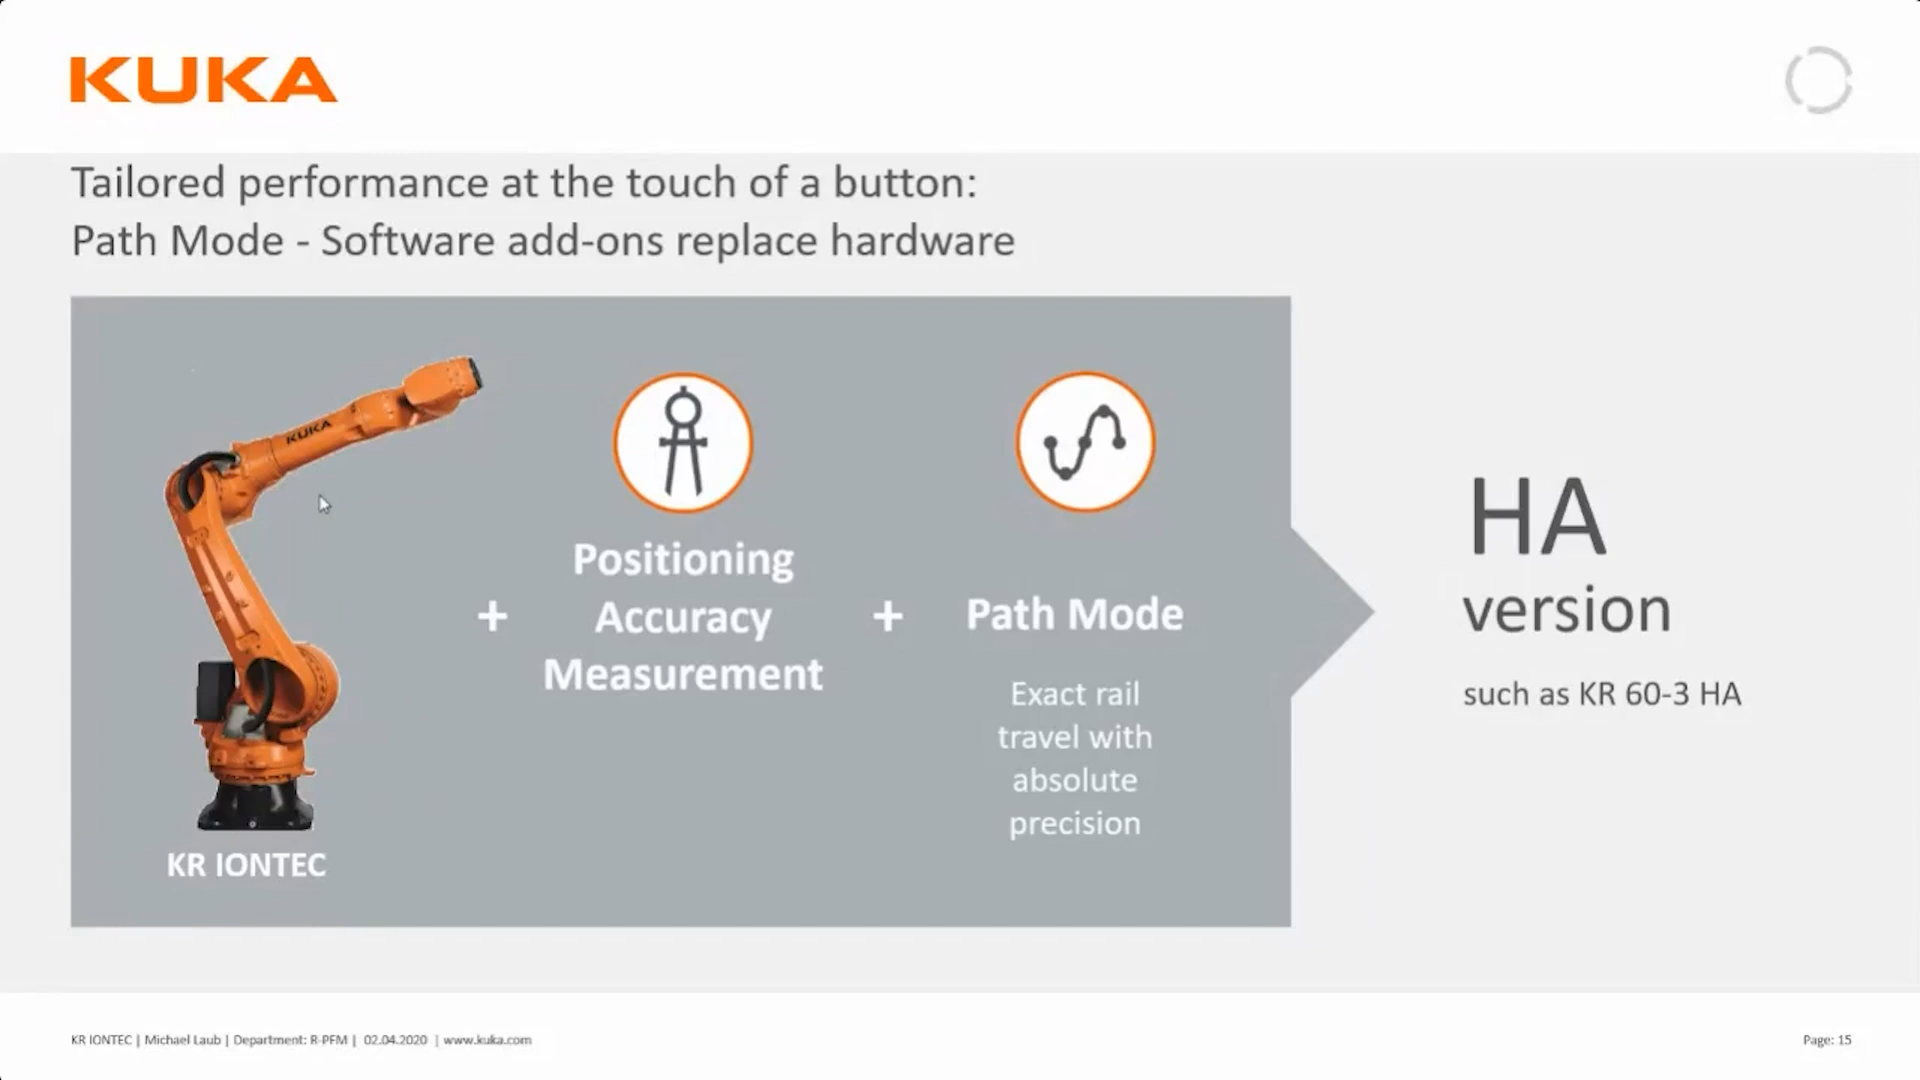 KUKA
Tailored performance at the touch of a button:
Path Mode - Software add-ons replace hardware
KUKA
KR IONTEC
+
Positioning
Accuracy
Measurement
+
Path Mode
Exact rail
travel with
absolute
precision
HA
version
such as KR 60-3 HA
KR IONTEC | Michael Laub | Department: R-PFM | 02.04.2020 | www.kuka.com
Page: 15